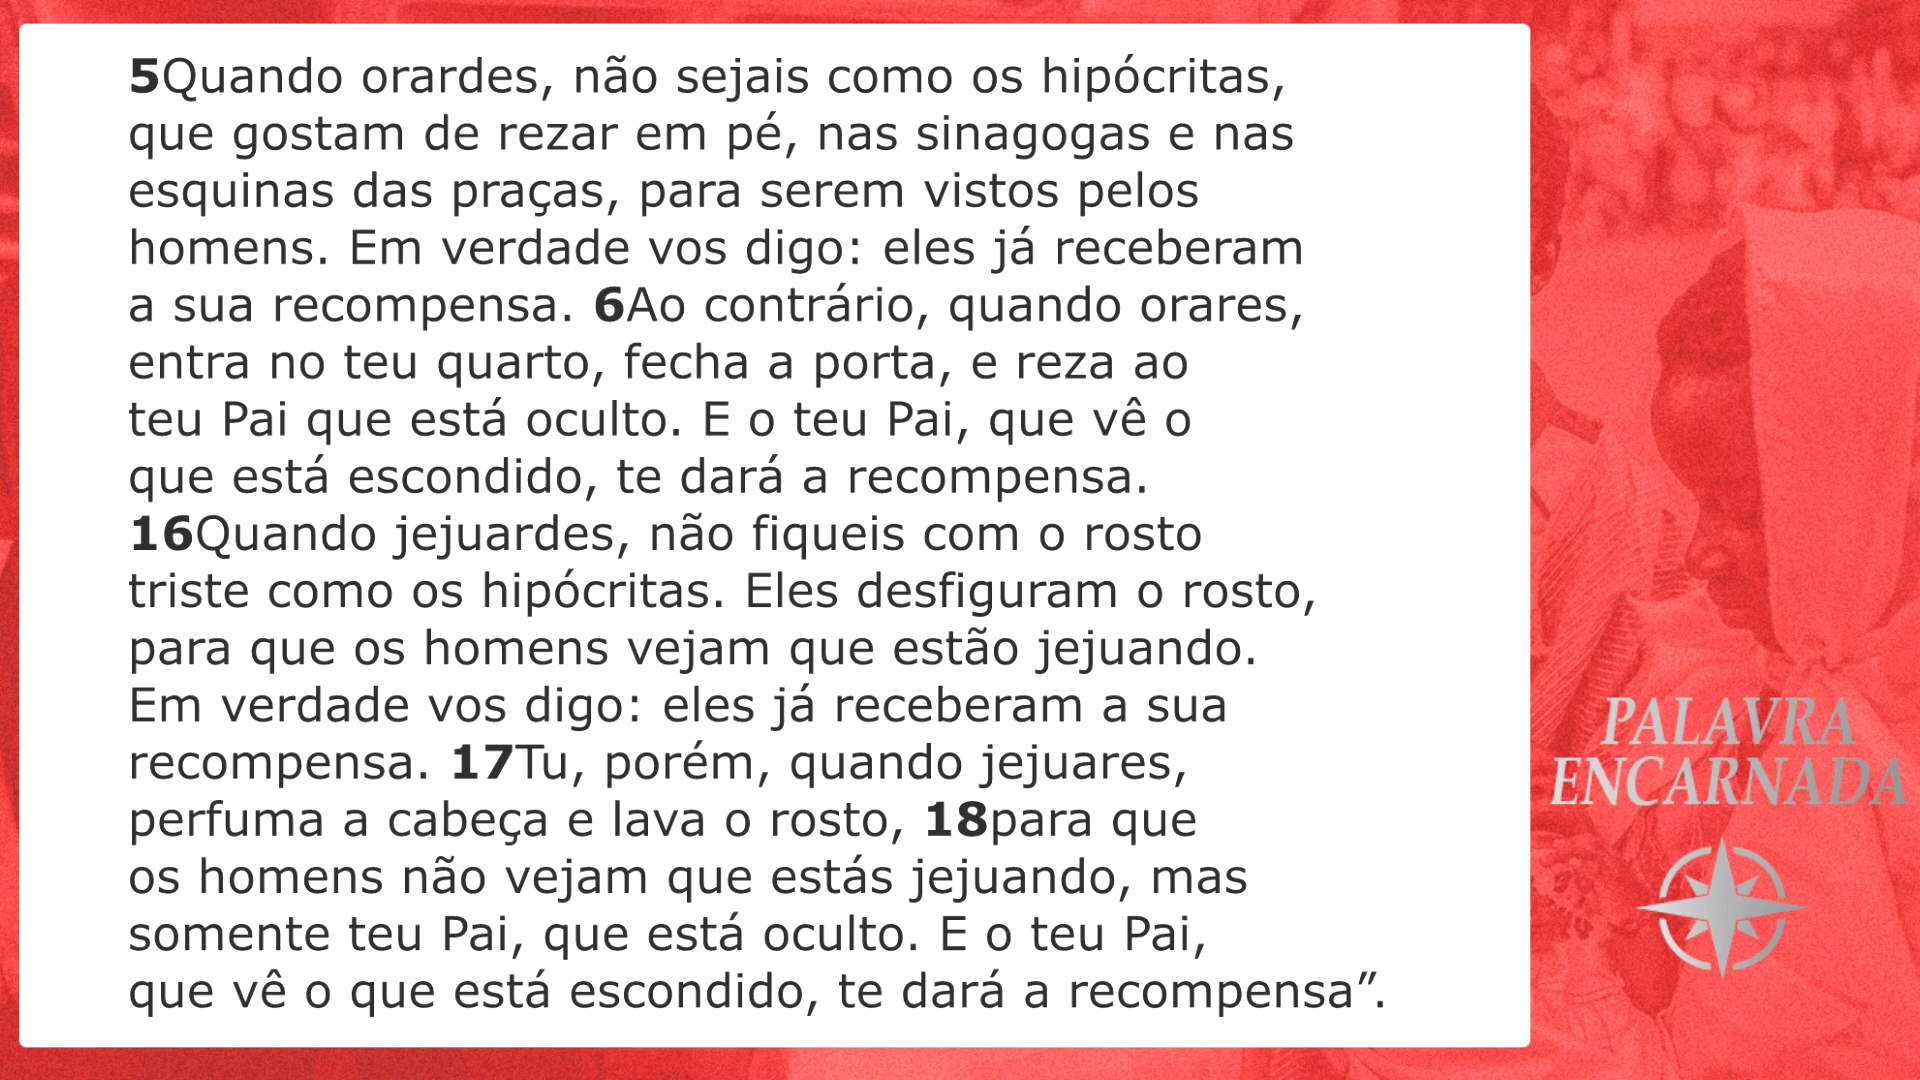 5Quando orardes, não sejais como os hipócritas,
que gostam de rezar em pé, nas sinagogas e nas
esquinas das praças, para serem vistos pelos
homens. Em verdade vos digo: eles já receberam
a sua recompensa. 6Ao contrário, quando orares,
entra no teu quarto, fecha a porta, e reza ao
teu Pai que está oculto. E o teu Pai, que vê o
que está escondido, te dará a recompensa.
16Quando jejuardes, não fiqueis com o rosto
triste como os hipócritas. Eles desfiguram o rosto,
para que os homens vejam que estão jejuando.
Em verdade vos digo: eles já receberam a sua
recompensa. 17Tu, porém, quando jejuares,
perfuma a cabeça e lava o rosto, 18para que
os homens não vejam que estás jejuando, mas
somente teu Pai, que está oculto. E o teu Pai,
que vê o que está escondido, te dará a recompensa”.
PALAVRA
ENCARNADA